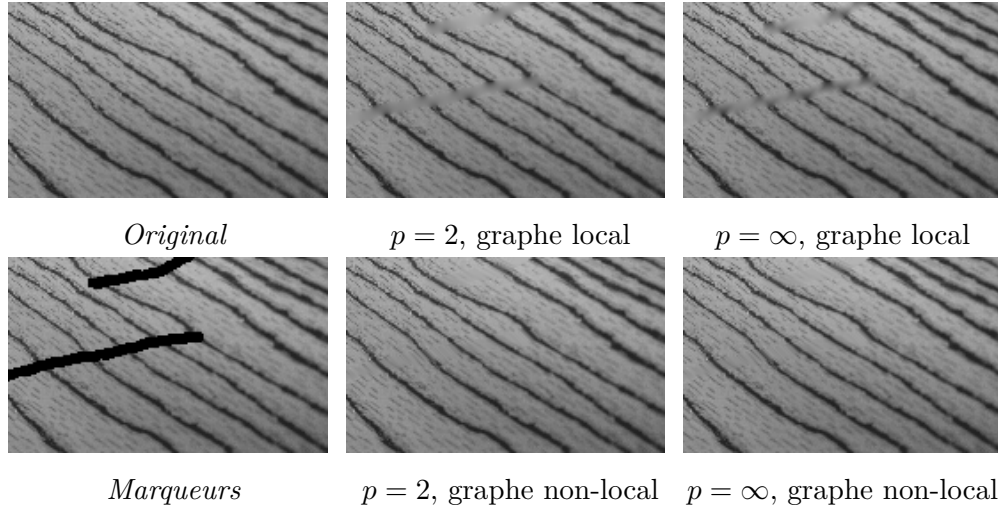 Original
p = 2, graphe local
p = ∞, graphe local
Marqueurs
p = 2, graphe non-local
p = ∞, graphe non-local